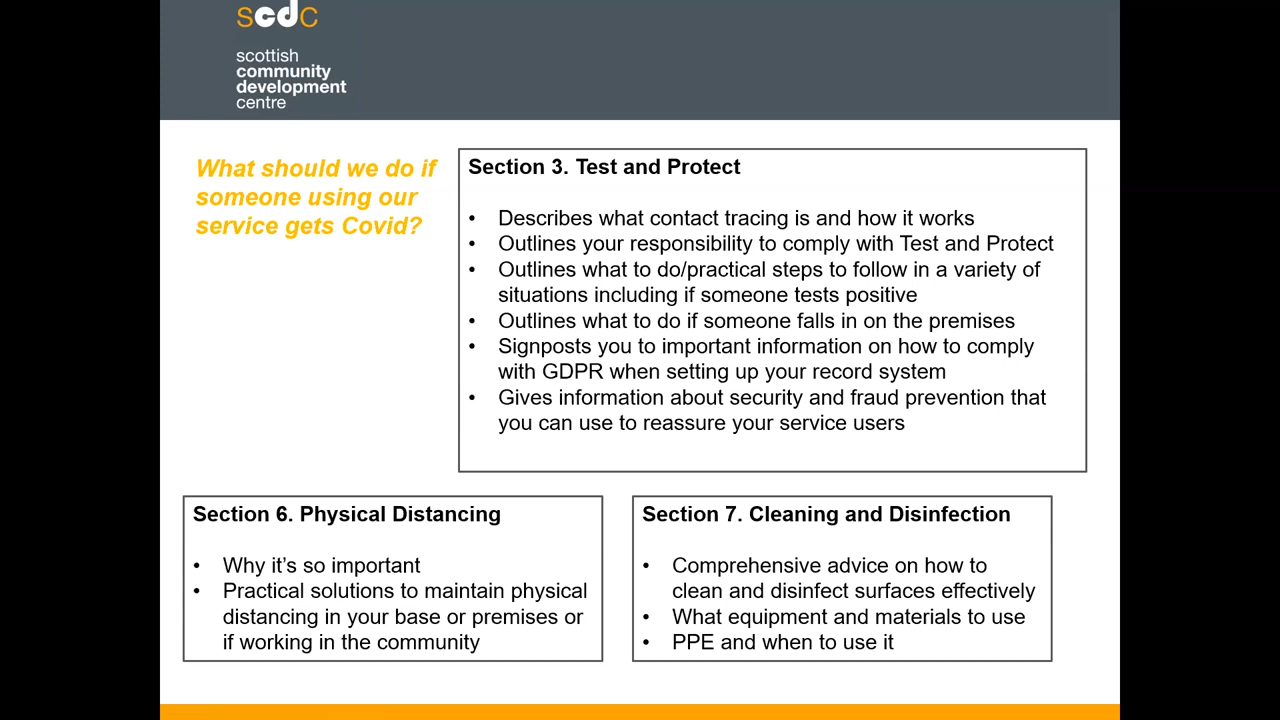 scdc
scottish
community
development
centre
What should we do if
someone using our
service gets Covid?
Section 3. Test and Protect
• Describes what contact tracing is and how it works
• Outlines your responsibility to comply with Test and Protect
• Outlines what to do/practical steps to follow in a variety of
situations including if someone tests positive
• Outlines what to do if someone falls in on the premises
• Signposts you to important information on how to comply
with GDPR when setting up your record system
• Gives information about security and fraud prevention that
you can use to reassure your service users
Section 6. Physical Distancing
• Why it's so important
• Practical solutions to maintain physical
distancing in your base or premises or
if working in the community
Section 7. Cleaning and Disinfection
• Comprehensive advice on how to
clean and disinfect surfaces effectively
• What equipment and materials to use
• PPE and when to use it